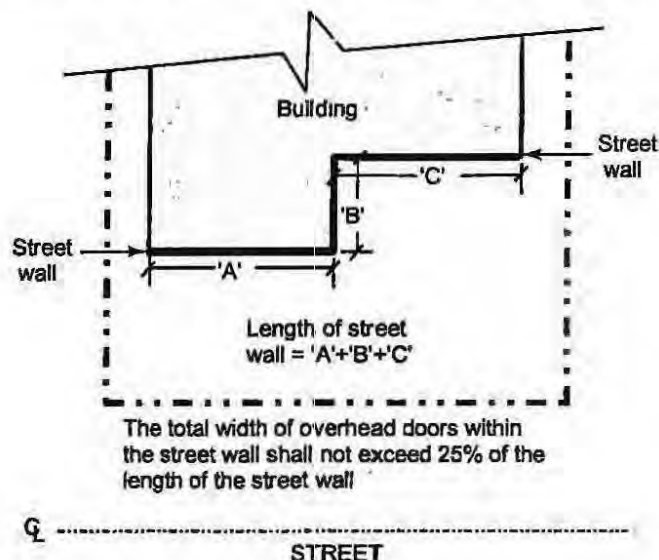 Building
Street
wall
'C'
'B'
Street
wall
'A'
Length of street
wall = 'A'+'B'+'C'
The total width of overhead doors within
the street wall shall not exceed 25% of the
length of the street wall
℄
STREET